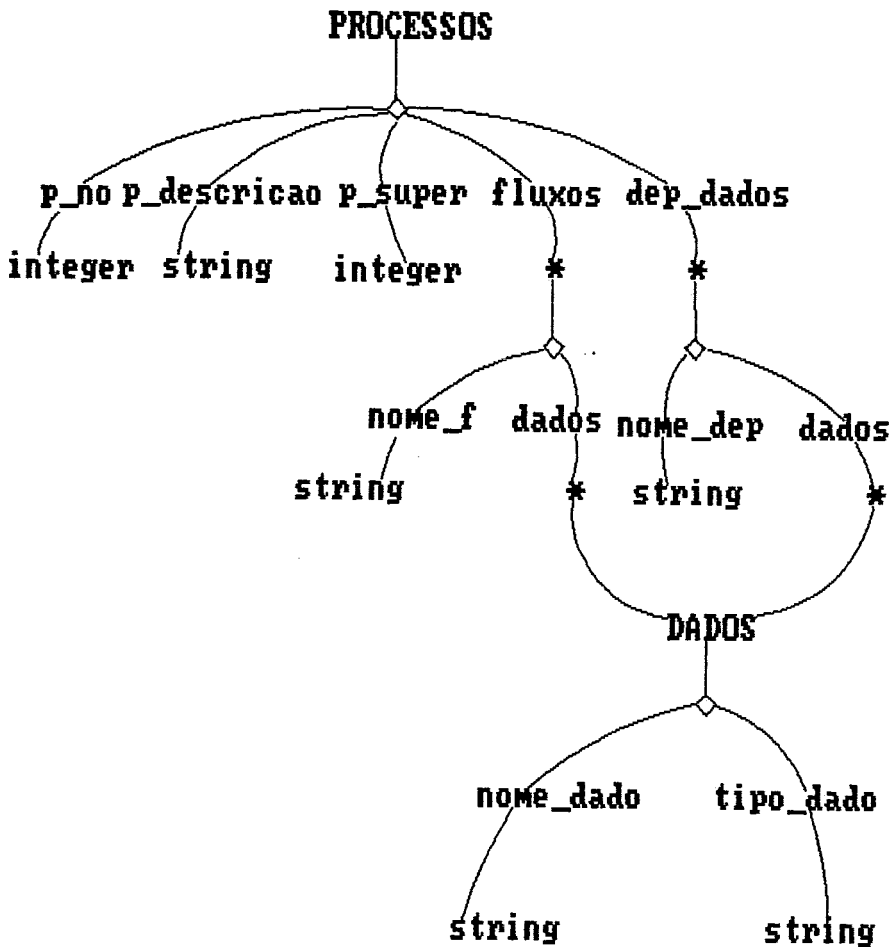 PROCESSOS
p_no p_descricao p_super fluxos dep_dados
integer string integer * *
nome_f dados nome_dep dados
string * string *
DADOS
nome_dado tipo_dado
string string